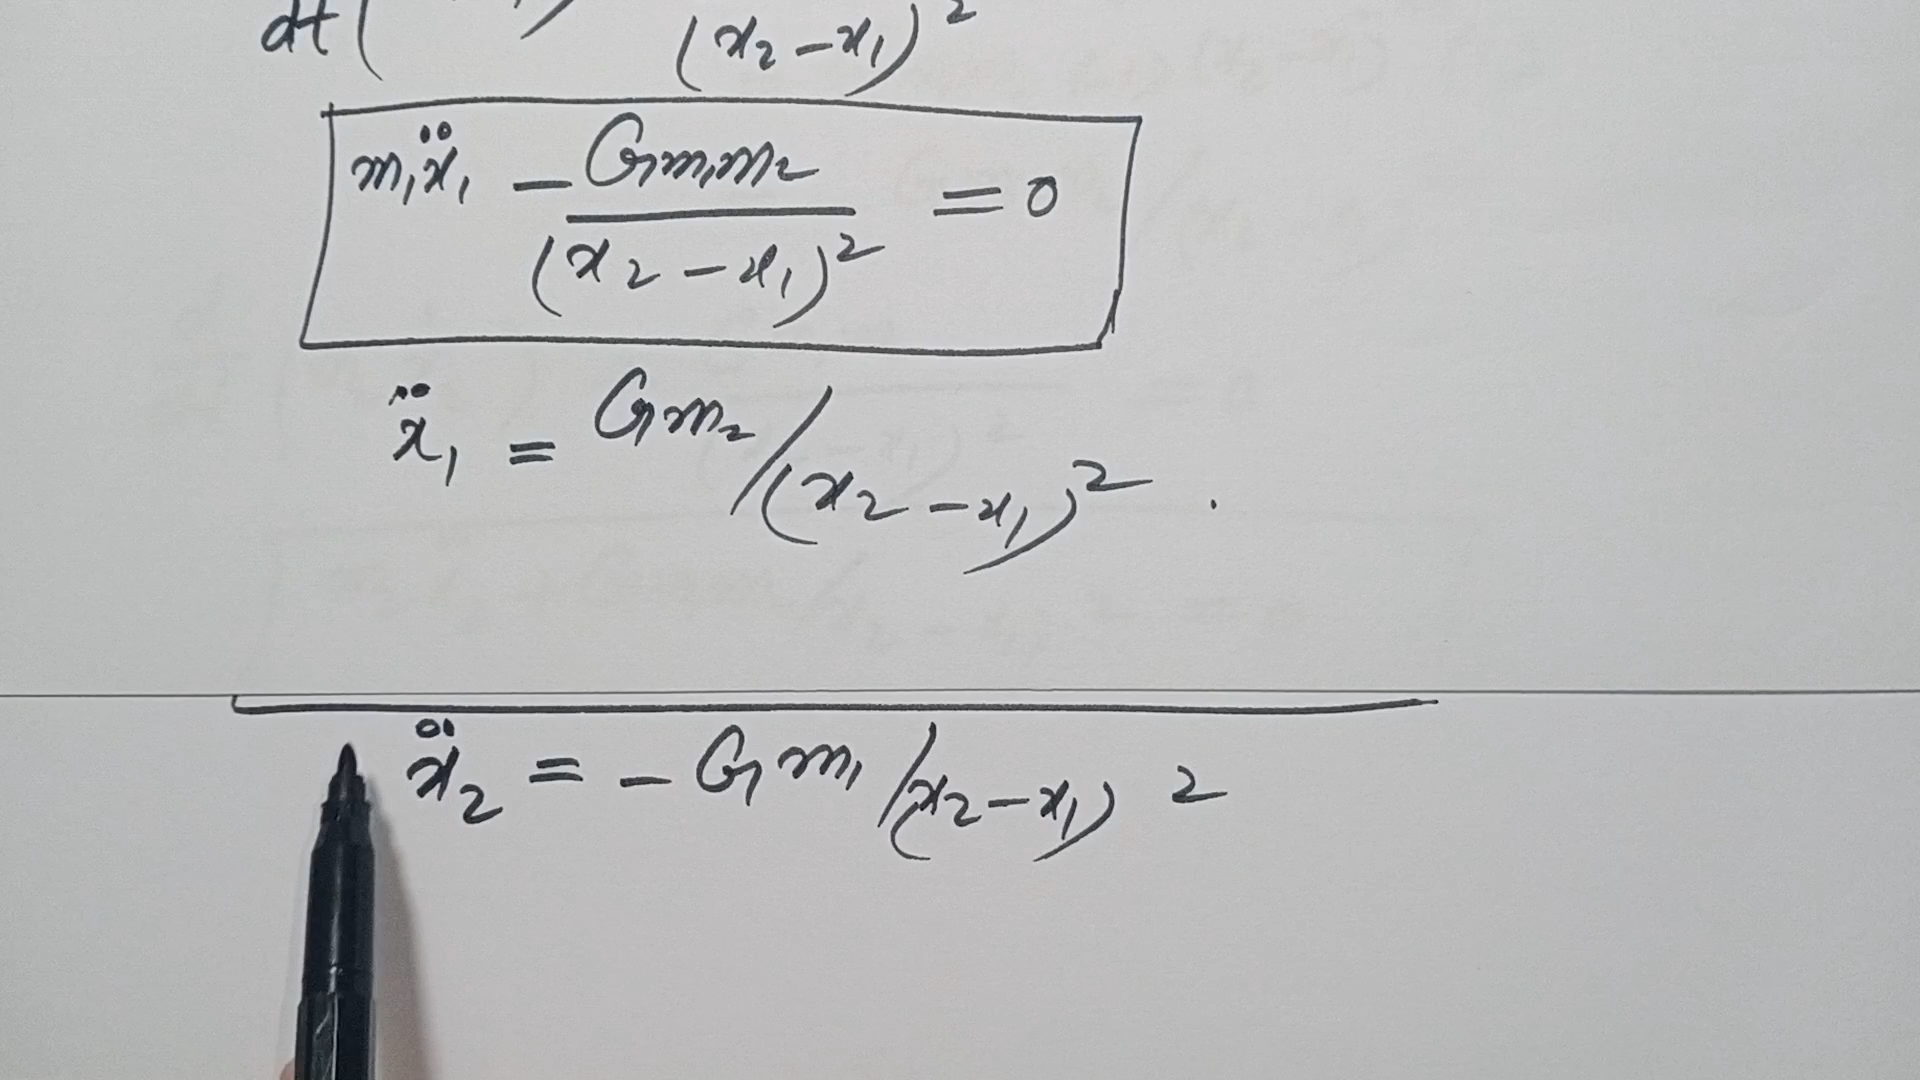 dt (
(x₂ - x₁)²
m₁ẍ₁ - Gm₁m₂/(x₂ - x₁)² = 0
ẍ₁ = Gm₂/(x₂ - x₁)².
ẍ₂ = - Gm₁/(x₂ - x₁)²